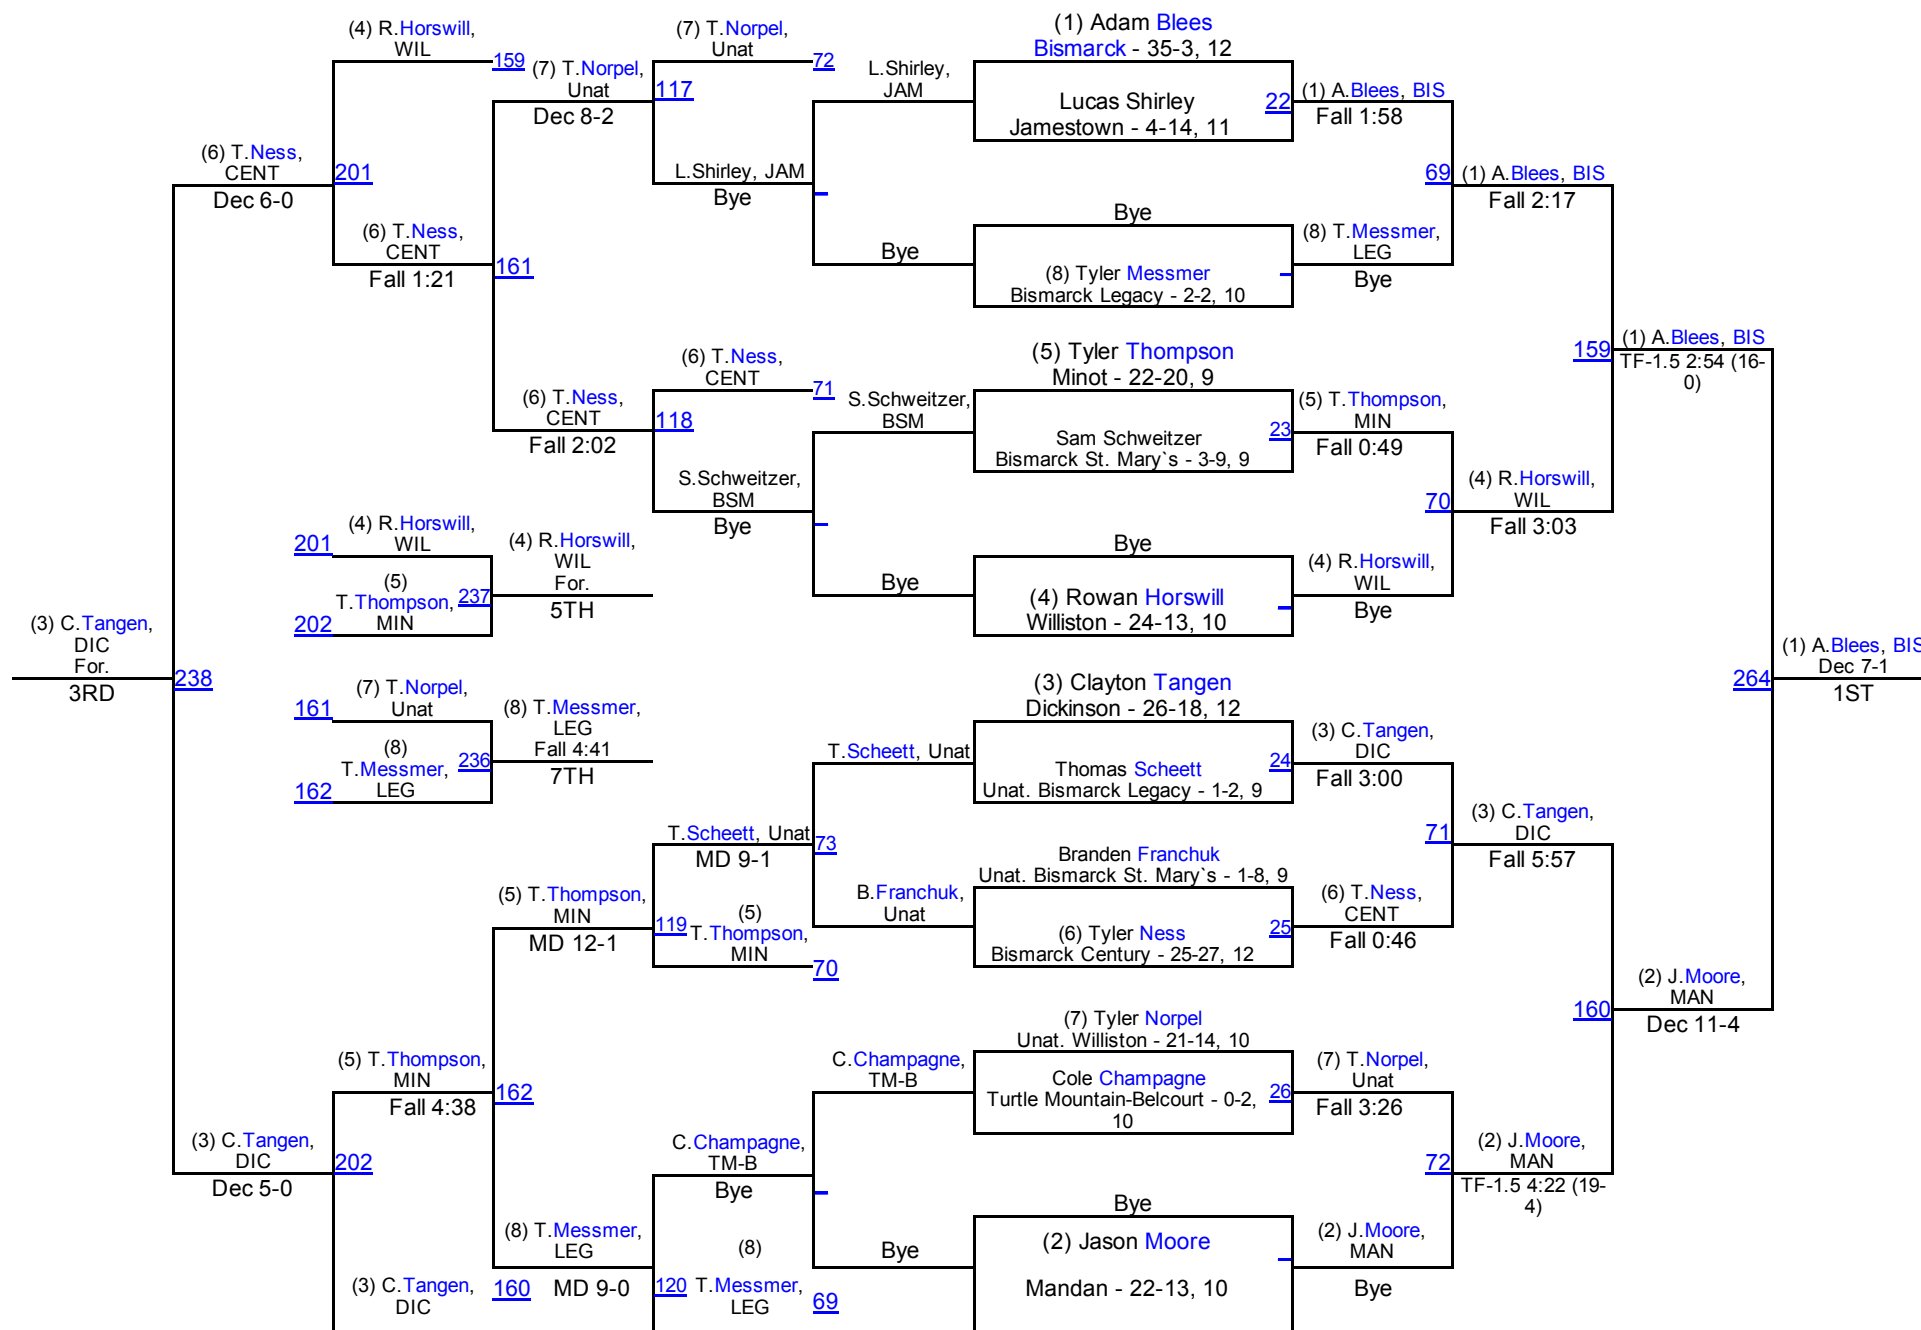 (1) Adam Blees
Bismarck - 35-3, 12
(4) R.Horswill,
WIL
159
(7) T.Norpel,
Unat
72
(7) T.Norpel,
Unat
117
Dec 8-2
L.Shirley,
JAM
Lucas Shirley
Jamestown - 4-14, 11
22
(1) A.Blees, BIS
Fall 1:58
(6) T.Ness,
CENT
201
Dec 6-0
L.Shirley, JAM
Bye
69
(1) A.Blees, BIS
Fall 2:17
(6) T.Ness,
CENT
Fall 1:21
161
Bye
Bye
(8) Tyler Messmer
Bismarck Legacy - 2-2, 10
(8) T.Messmer,
LEG
Bye
159
(1) A.Blees, BIS
TF-1.5 2:54 (16-
0)
(6) T.Ness,
CENT
71
(5) Tyler Thompson
Minot - 22-20, 9
(6) T.Ness,
CENT
118
Fall 2:02
S.Schweitzer,
BSM
Sam Schweitzer
Bismarck St. Mary`s - 3-9, 9
23
(5) T.Thompson,
MIN
Fall 0:49
S.Schweitzer,
BSM
Bye
70
(4) R.Horswill,
WIL
Fall 3:03
201
(4) R.Horswill,
WIL
(4) R.Horswill,
WIL
For.
5TH
237
(5)
T.Thompson,
MIN
202
Bye
Bye
(4) Rowan Horswill
Williston - 24-13, 10
(4) R.Horswill,
WIL
Bye
(3) C.Tangen,
DIC
For.
3RD
238
264
(1) A.Blees, BIS
Dec 7-1
1ST
161
(7) T.Norpel,
Unat
(8) T.Messmer,
LEG
Fall 4:41
7TH
236
(8)
T.Messmer,
LEG
162
(3) Clayton Tangen
Dickinson - 26-18, 12
T.Scheett, Unat
Thomas Scheett
Unat. Bismarck Legacy - 1-2, 9
24
(3) C.Tangen,
DIC
Fall 3:00
T.Scheett, Unat
MD 9-1
73
71
(3) C.Tangen,
DIC
Fall 5:57
Branden Franchuk
Unat. Bismarck St. Mary`s - 1-8, 9
B.Franchuk,
Unat
(6) Tyler Ness
Bismarck Century - 25-27, 12
25
(6) T.Ness,
CENT
Fall 0:46
(5) T.Thompson,
MIN
MD 12-1
119
(5)
T.Thompson,
MIN
70
160
(2) J.Moore,
MAN
Dec 11-4
(7) Tyler Norpel
Unat. Williston - 21-14, 10
(5) T.Thompson,
MIN
Fall 4:38
162
C.Champagne,
TM-B
Cole Champagne
Turtle Mountain-Belcourt - 0-2,
10
26
(7) T.Norpel,
Unat
Fall 3:26
(3) C.Tangen,
DIC
Dec 5-0
202
C.Champagne,
TM-B
Bye
72
(2) J.Moore,
MAN
TF-1.5 4:22 (19-
4)
Bye
(8) T.Messmer,
LEG
MD 9-0
(8)
T.Messmer,
LEG
120
69
Bye
(2) Jason Moore
Mandan - 22-13, 10
(2) J.Moore,
MAN
Bye
(3) C.Tangen,
DIC
160